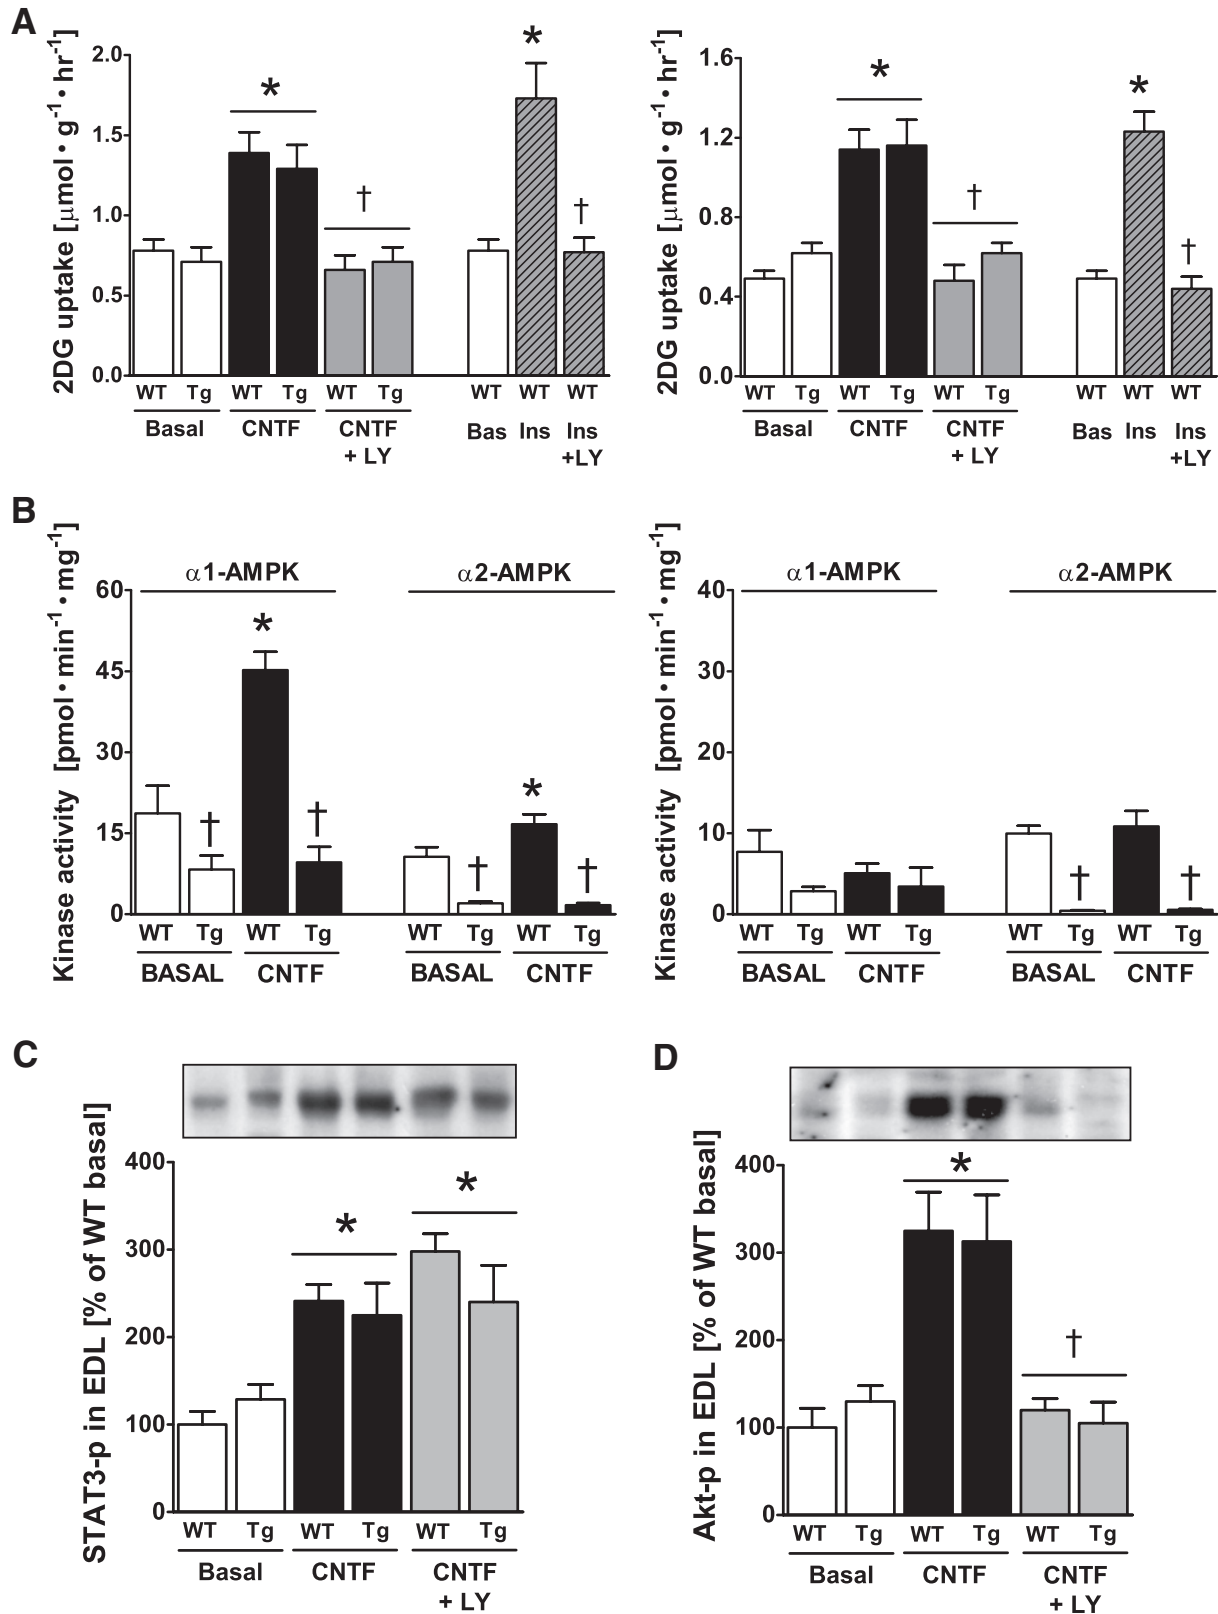 A
2DG uptake [μmol•g-1•hr-1]
2.0
1.5
1.0
0.5
0.0
*
†
*
†
WT Tg WT Tg WT Tg WT WT WT
Basal CNTF CNTF + LY Bas Ins Ins +LY
2DG uptake [μmol•g-1•hr-1]
1.6
1.2
0.8
0.4
0.0
*
†
*
†
WT Tg WT Tg WT Tg WT WT WT
Basal CNTF CNTF + LY Bas Ins Ins +LY
B
Kinase activity [pmol•min-1•mg-1]
α1-AMPK α2-AMPK
60
45
30
15
0
† * † † * †
WT Tg WT Tg WT Tg WT Tg
BASAL CNTF BASAL CNTF
Kinase activity [pmol•min-1•mg-1]
α1-AMPK α2-AMPK
40
30
20
10
0
† †
WT Tg WT Tg WT Tg WT Tg
BASAL CNTF BASAL CNTF
C
STAT3-p in EDL [% of WT basal]
400
300
200
100
0
* *
WT Tg WT Tg WT Tg
Basal CNTF CNTF
+ LY
D
Akt-p in EDL [% of WT basal]
400
300
200
100
0
* †
WT Tg WT Tg WT Tg
Basal CNTF CNTF
+ LY